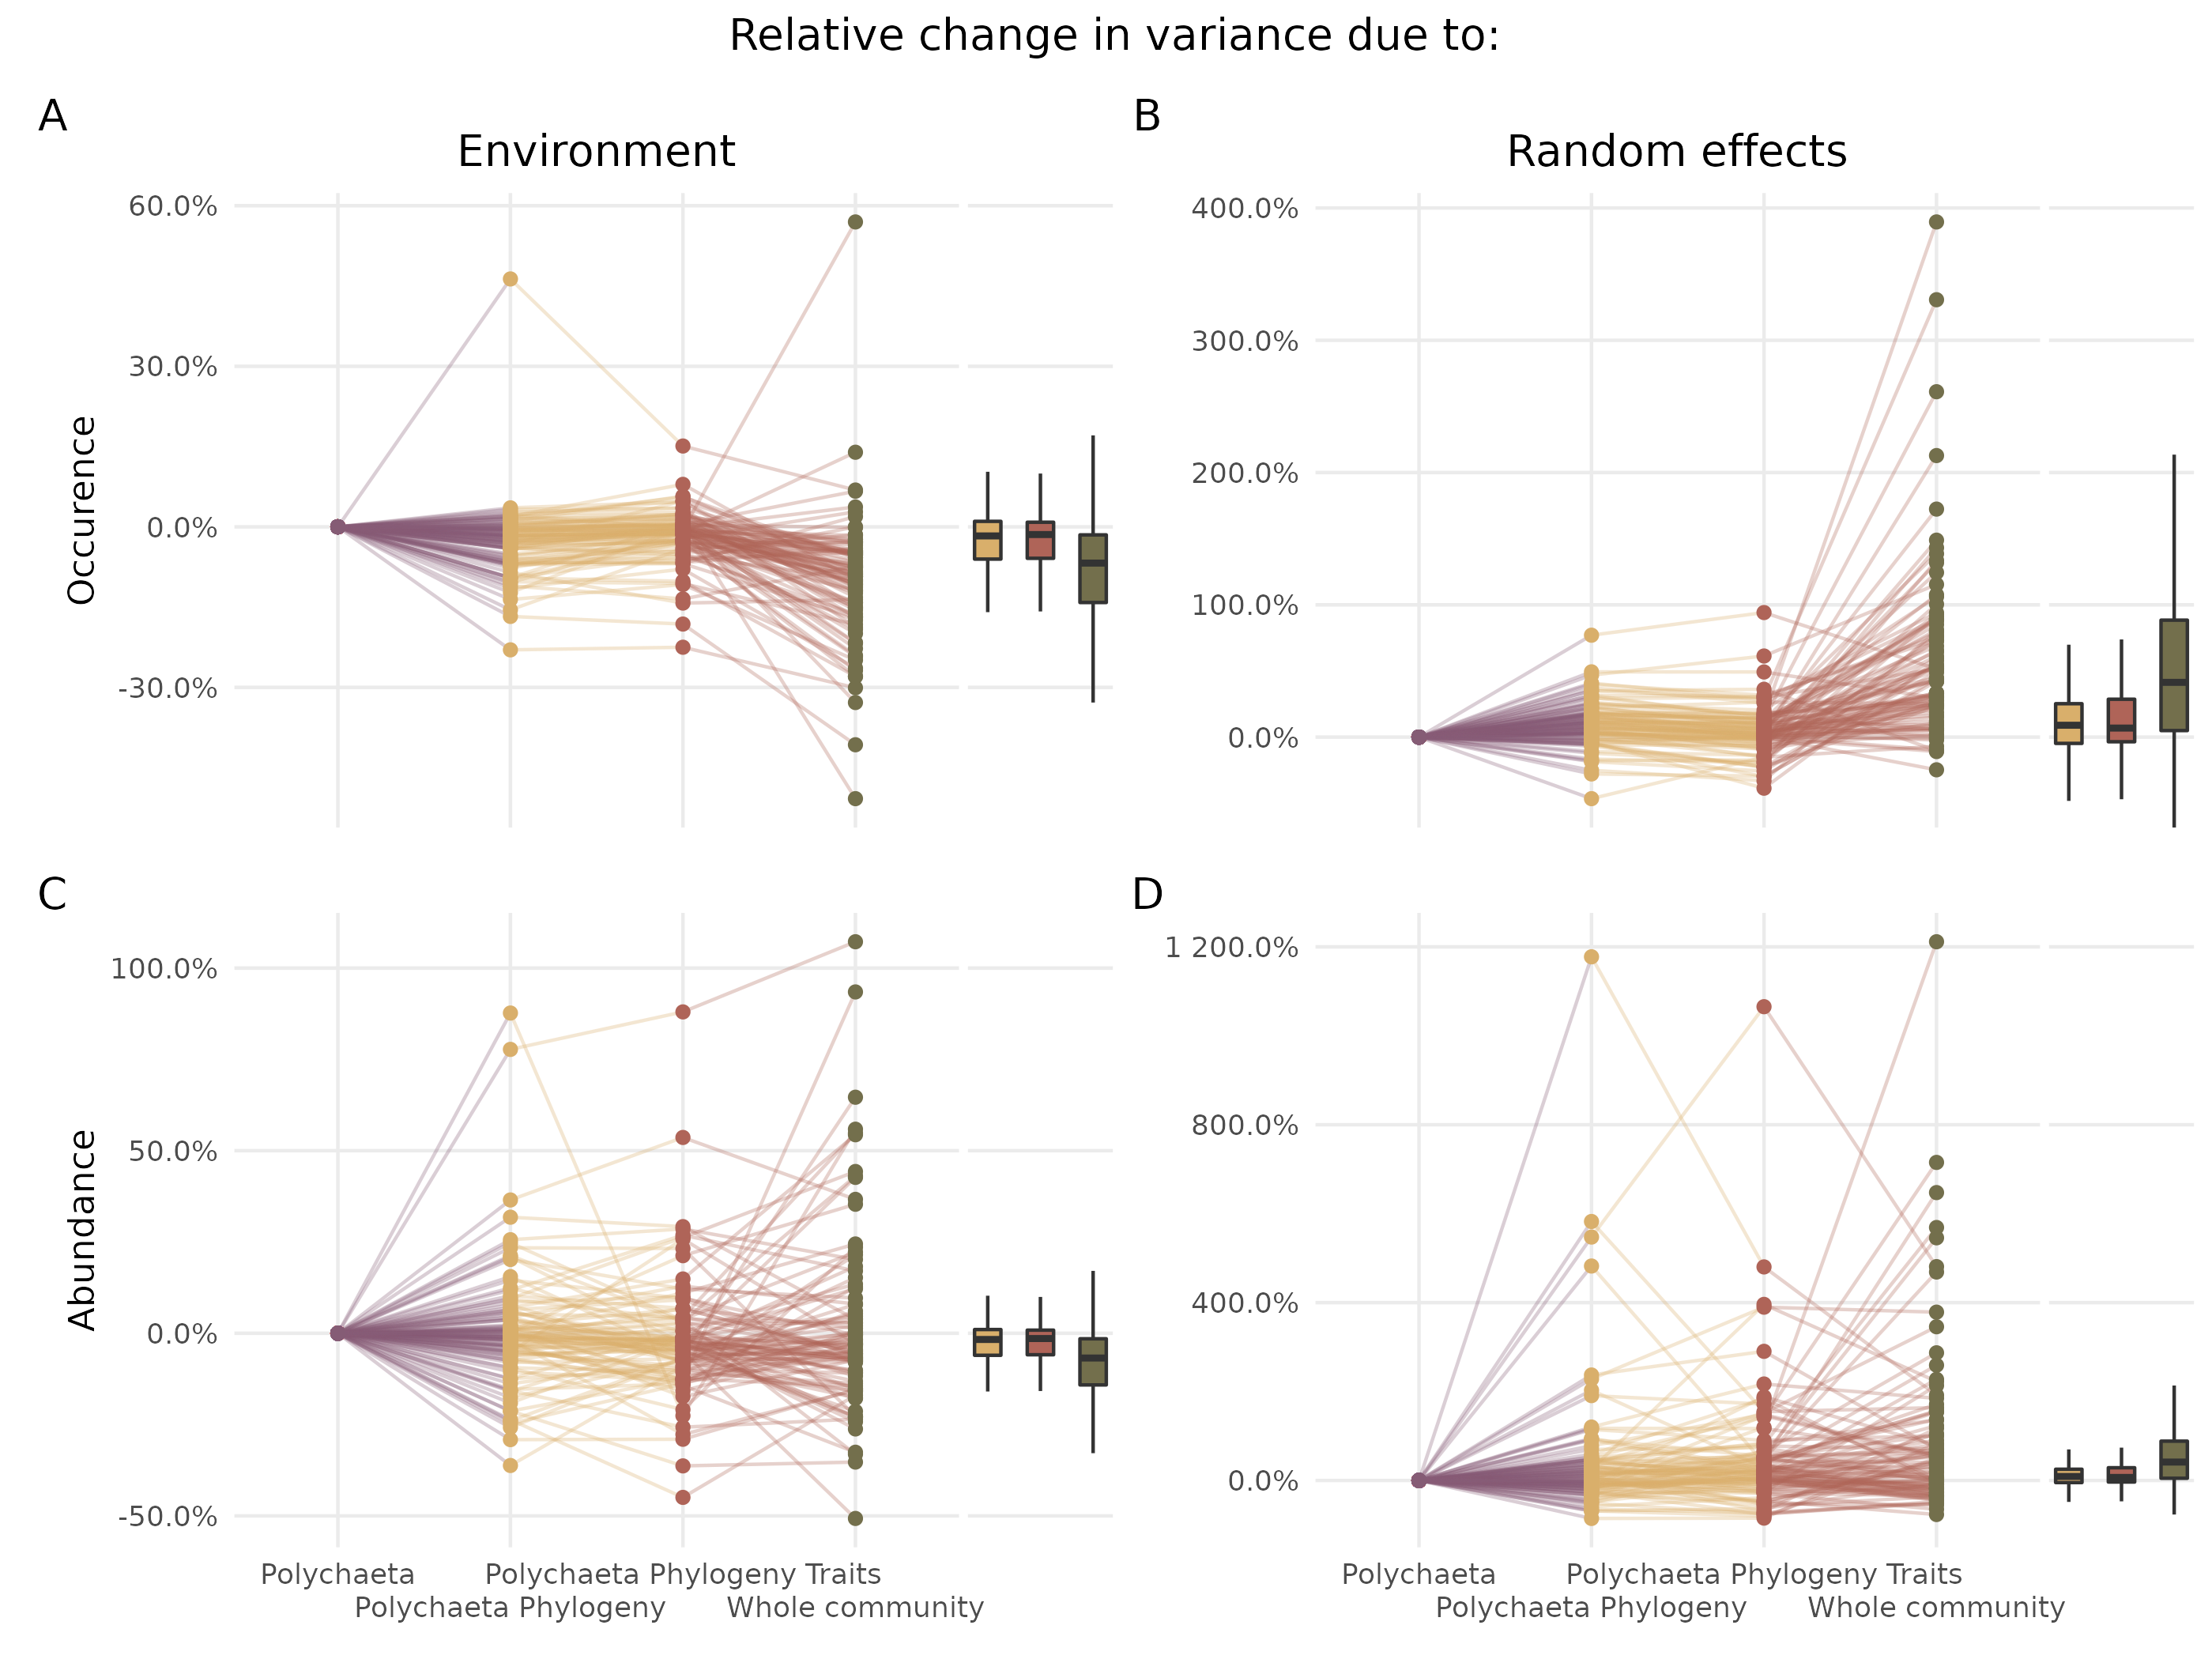 Relative change in variance due to:
A
B
Environment
Random effects
60.0%
30.0%
0.0%
-30.0%
Occurence
400.0%
300.0%
200.0%
100.0%
0.0%
C
D
100.0%
50.0%
0.0%
-50.0%
Abundance
1 200.0%
800.0%
400.0%
0.0%
Polychaeta
Polychaeta Phylogeny
Polychaeta Phylogeny Traits
Whole community
Polychaeta
Polychaeta Phylogeny
Polychaeta Phylogeny Traits
Whole community